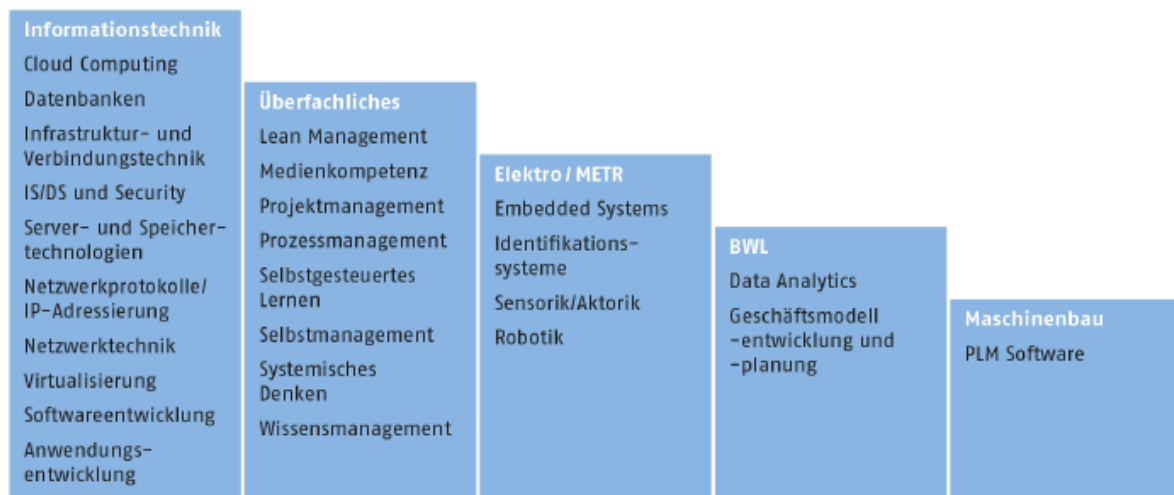 Informationstechnik
Cloud Computing
Datenbanken
Infrastruktur- und
Verbindungstechnik
IS/DS und Security
Server- und Speicher-
technologien
Netzwerkprotokolle/
IP-Adressierung
Netzwerktechnik
Virtualisierung
Softwareentwicklung
Anwendungs-
entwicklung
Überfachliches
Lean Management
Medienkompetenz
Projektmanagement
Prozessmanagement
Selbstgesteuertes
Lernen
Selbstmanagement
Systemisches
Denken
Wissensmanagement
Elektro / METR
Embedded Systems
Identifikations-
systeme
Sensorik/Aktorik
Robotik
BWL
Data Analytics
Geschäftsmodell
-entwicklung und
-planung
Maschinenbau
PLM Software